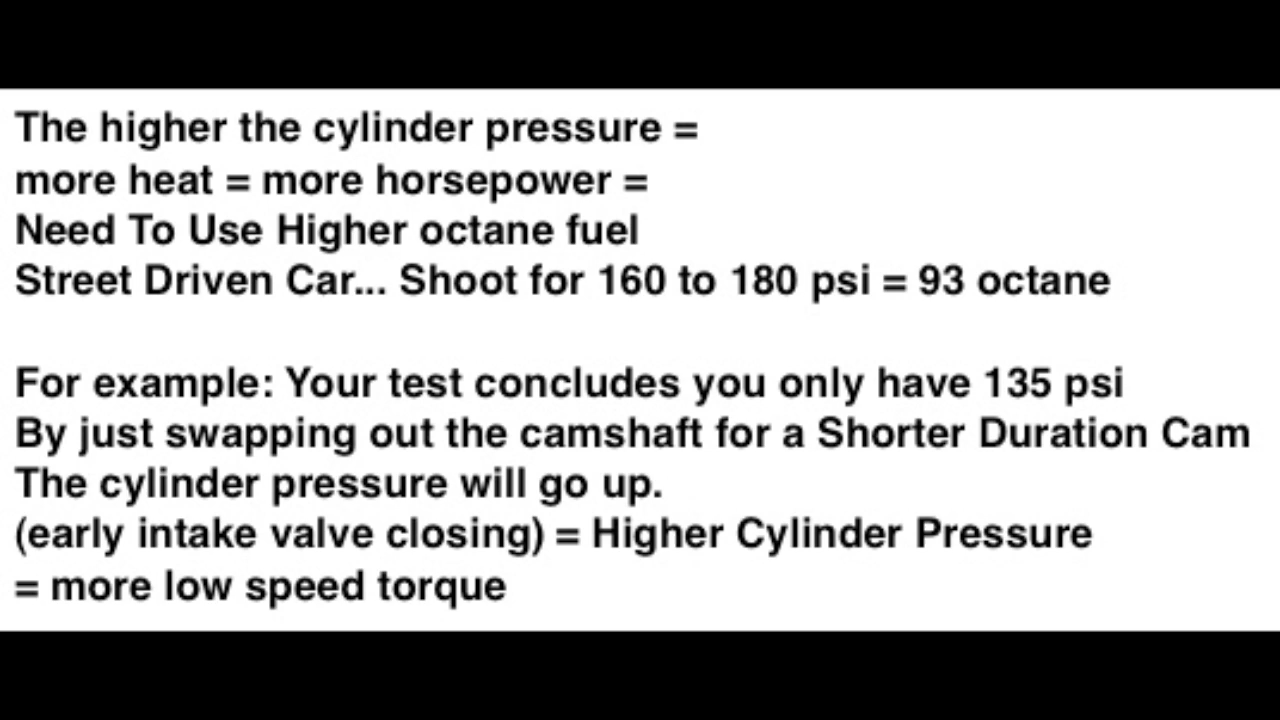 The higher the cylinder pressure =
more heat = more horsepower =
Need To Use Higher octane fuel
Street Driven Car... Shoot for 160 to 180 psi = 93 octane
For example: Your test concludes you only have 135 psi
By just swapping out the camshaft for a Shorter Duration Cam
The cylinder pressure will go up.
(early intake valve closing) = Higher Cylinder Pressure
= more low speed torque